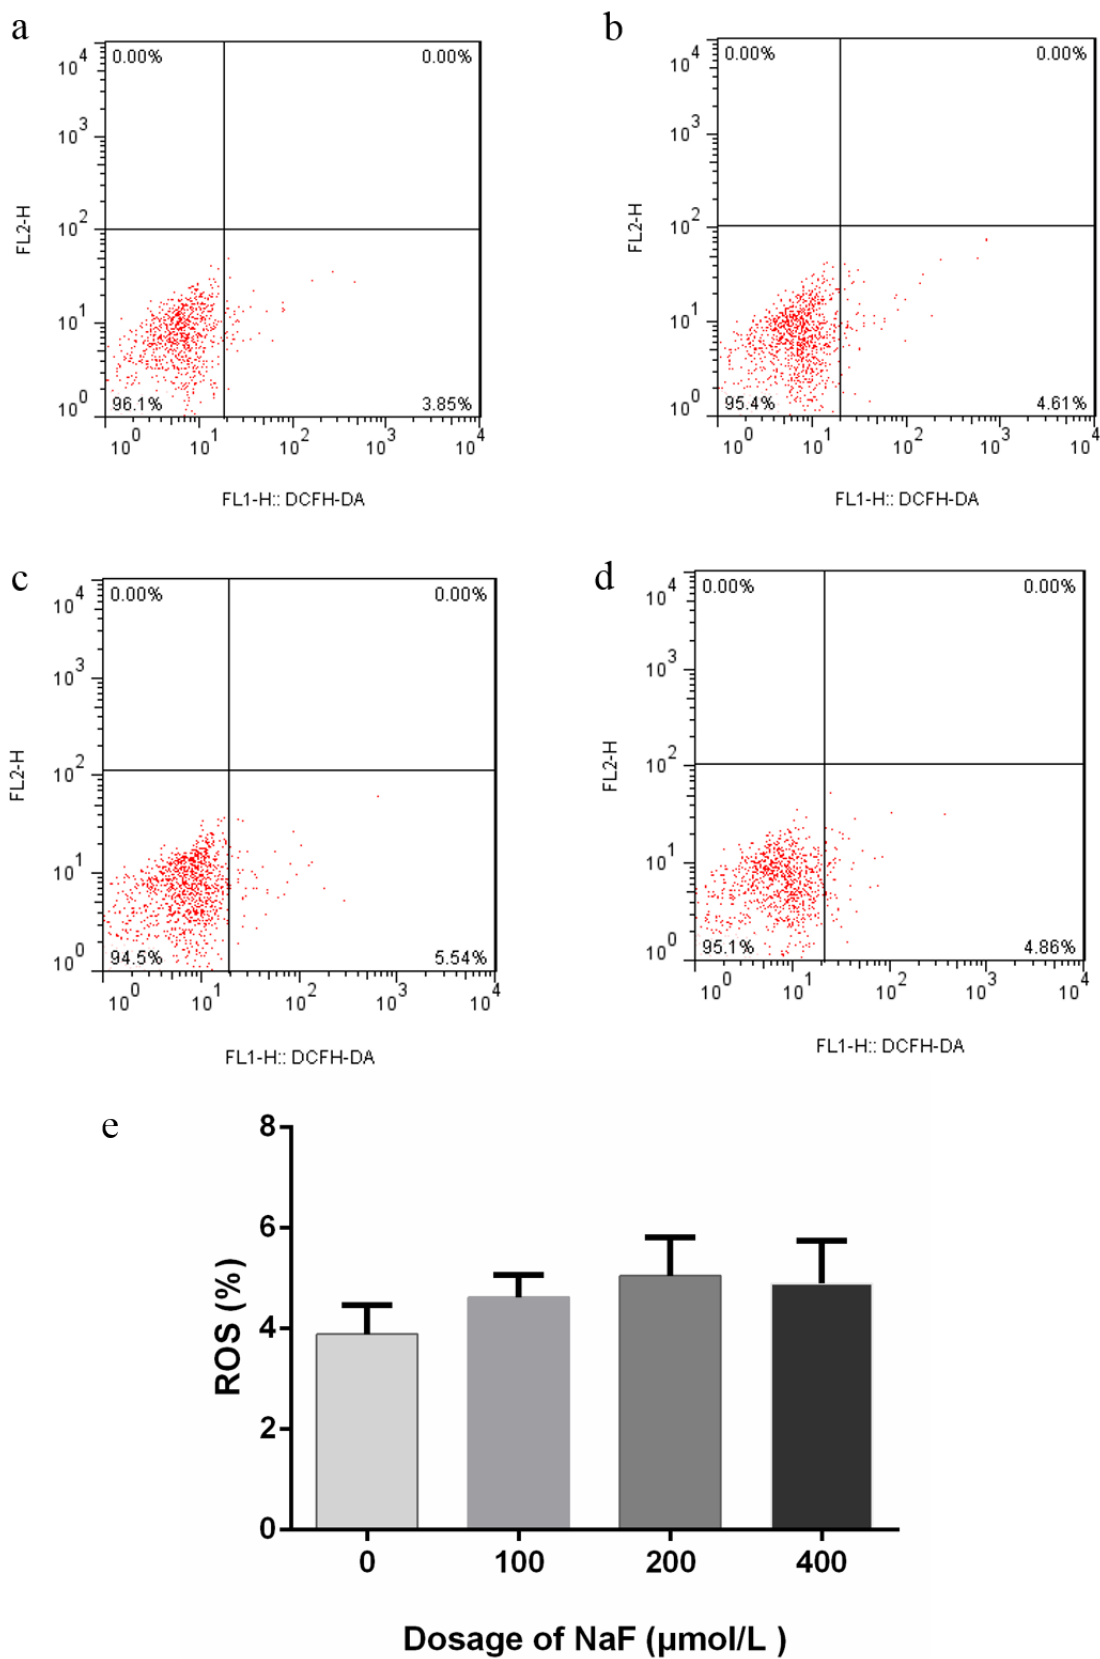 a
0.00% 0.00%
10^4
10^3
10^2
10^1
10^0
FL2-H
96.1% 3.85%
10^0 10^1 10^2 10^3 10^4
FL1-H:: DCFH-DA
b
0.00% 0.00%
10^4
10^3
10^2
10^1
10^0
FL2-H
95.4% 4.61%
10^0 10^1 10^2 10^3 10^4
FL1-H:: DCFH-DA
c
0.00% 0.00%
10^4
10^3
10^2
10^1
10^0
FL2-H
94.5% 5.54%
10^0 10^1 10^2 10^3 10^4
FL1-H:: DCFH-DA
d
0.00% 0.00%
10^4
10^3
10^2
10^1
10^0
FL2-H
95.1% 4.86%
10^0 10^1 10^2 10^3 10^4
FL1-H:: DCFH-DA
e
8
6
4
2
0
ROS (%)
0 100 200 400
Dosage of NaF (µmol/L )